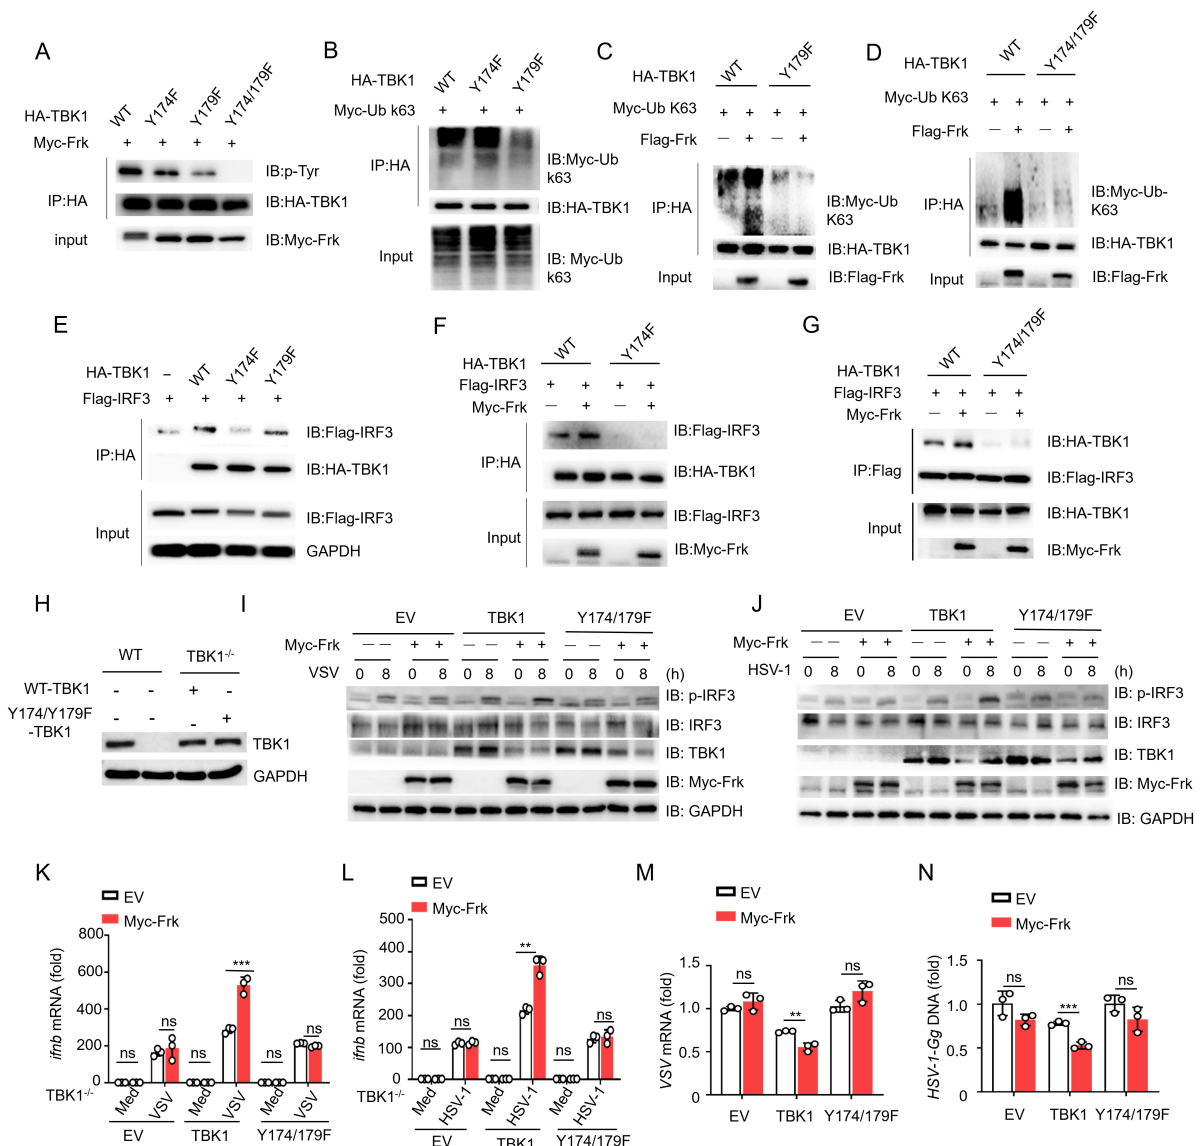 A
HA-TBK1 WT Y174F Y179F Y174/179F
Myc-Frk + + + +
IP:HA
IB:p-Tyr
IB:HA-TBK1
input IB:Myc-Frk
B
HA-TBK1 WT Y174F Y179F
Myc-Ub k63 + + +
IP:HA
IB:Myc-Ub
k63
IB:HA-TBK1
Input
IB: Myc-Ub
k63
C
HA-TBK1 WT Y179F
Myc-Ub K63 + + + +
Flag-Frk — + — +
IP:HA
IB:Myc-Ub
K63
IB:HA-TBK1
Input IB:Flag-Frk
D
HA-TBK1 WT Y174/179F
Myc-Ub K63 + + + +
Flag-Frk — + — +
IP:HA
IB:Myc-Ub-
K63
IB:HA-TBK1
Input IB:Flag-Frk
E
HA-TBK1 – WT Y174F Y179F
Flag-IRF3 + + + +
IP:HA
IB:Flag-IRF3
IB:HA-TBK1
Input
IB:Flag-IRF3
GAPDH
F
HA-TBK1 WT Y174F
Flag-IRF3 + + + +
Myc-Frk — + — +
IP:HA
IB:Flag-IRF3
IB:HA-TBK1
Input
IB:Flag-IRF3
IB:Myc-Frk
G
HA-TBK1 WT Y174/179F
Flag-IRF3 + + + +
Myc-Frk — + — +
IP:Flag
IB:HA-TBK1
IB:Flag-IRF3
Input
IB:HA-TBK1
IB:Myc-Frk
H
WT TBK1-/-
WT-TBK1 - - + -
Y174/Y179F
-TBK1 - - - +
TBK1
GAPDH
I
EV TBK1 Y174/179F
Myc-Frk — — + + — — + + — — + +
VSV 0 8 0 8 0 8 0 8 0 8 0 8 (h)
IB: p-IRF3
IB: IRF3
IB: TBK1
IB: Myc-Frk
IB: GAPDH
J
EV TBK1 Y174/179F
Myc-Frk — — + + — — + + — — + +
HSV-1 0 8 0 8 0 8 0 8 0 8 0 8 (h)
IB: p-IRF3
IB: IRF3
IB: TBK1
IB: Myc-Frk
IB: GAPDH
K
EV
Myc-Frk
ifnb mRNA (fold)
800
600
400
200
0
ns ns ns *** ns ns
TBK1-/- Med VSV Med VSV Med VSV
EV TBK1 Y174/179F
L
EV
Myc-Frk
ifnb mRNA (fold)
500
400
300
200
100
0
ns ns ns ** ns ns
TBK1-/- Med HSV-1 Med HSV-1 Med HSV-1
EV TBK1 Y174/179F
M
EV
Myc-Frk
VSV mRNA (fold)
1.5
1.0
0.5
0
ns ** ns
EV TBK1 Y174/179F
N
EV
Myc-Frk
HSV-1-Gg DNA (fold)
1.5
1.0
0.5
0
ns *** ns
EV TBK1 Y174/179F